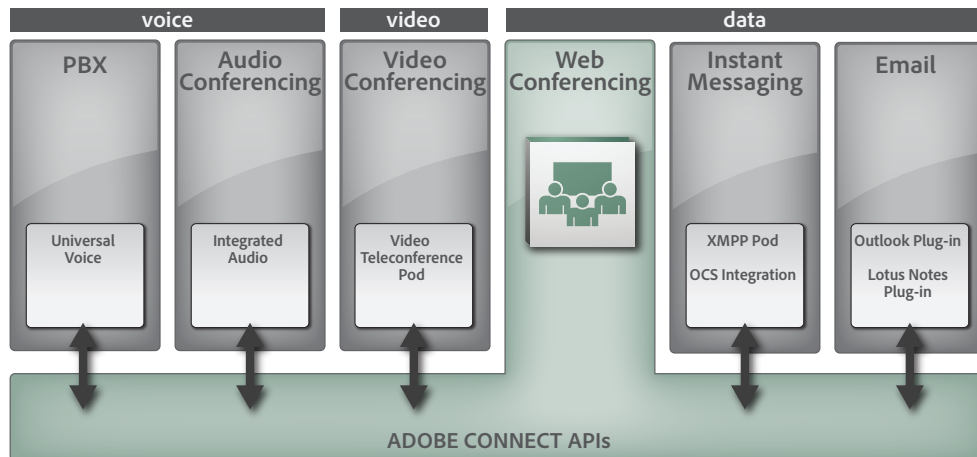 voice
video
data
PBX
Audio
Conferencing
Video
Conferencing
Web
Conferencing
Instant
Messaging
Email
Universal
Voice
Integrated
Audio
Video
Teleconference
Pod
XMPP Pod
OCS Integration
Outlook Plug-in
Lotus Notes
Plug-in
ADOBE CONNECT APIs